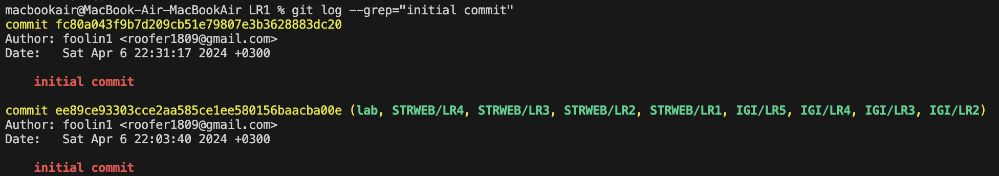 macbookair@MacBook-Air-MacBookAir LR1 % git log --grep="initial commit"
commit fc80a043f9b7d209cb51e79807e3b3628883dc20
Author: foolin1 <roofer1809@gmail.com>
Date:   Sat Apr 6 22:31:17 2024 +0300
initial commit
commit ee89ce93303cce2aa585ce1ee580156baacba00e (lab, STRWEB/LR4, STRWEB/LR3, STRWEB/LR2, STRWEB/LR1, IGI/LR5, IGI/LR4, IGI/LR3, IGI/LR2)
Author: foolin1 <roofer1809@gmail.com>
Date:   Sat Apr 6 22:03:40 2024 +0300
initial commit